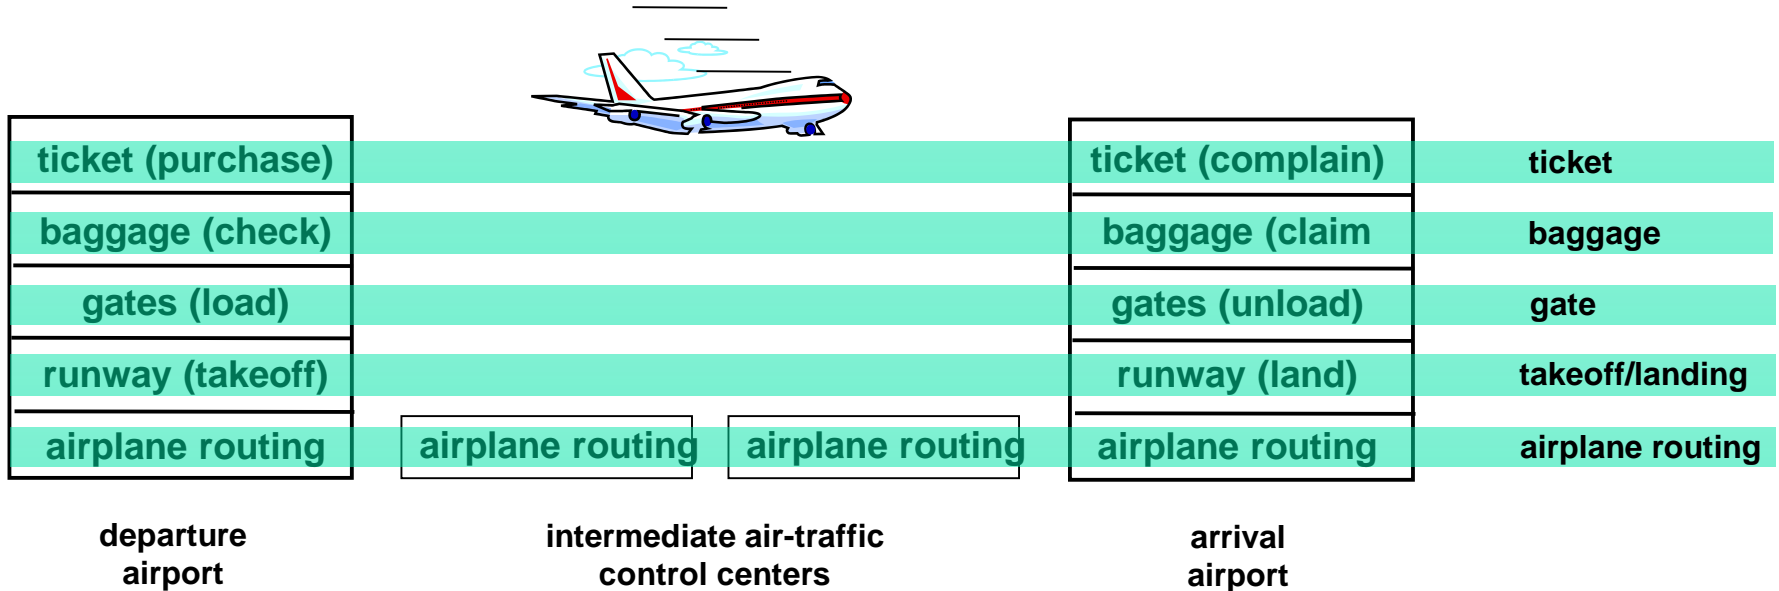 ticket (purchase) ticket (complain) ticket
baggage (check) baggage (claim baggage
gates (load) gates (unload) gate
runway (takeoff) runway (land) takeoff/landing
airplane routing airplane routing airplane routing airplane routing airplane routing
departure
airport
intermediate air-traffic
control centers
arrival
airport